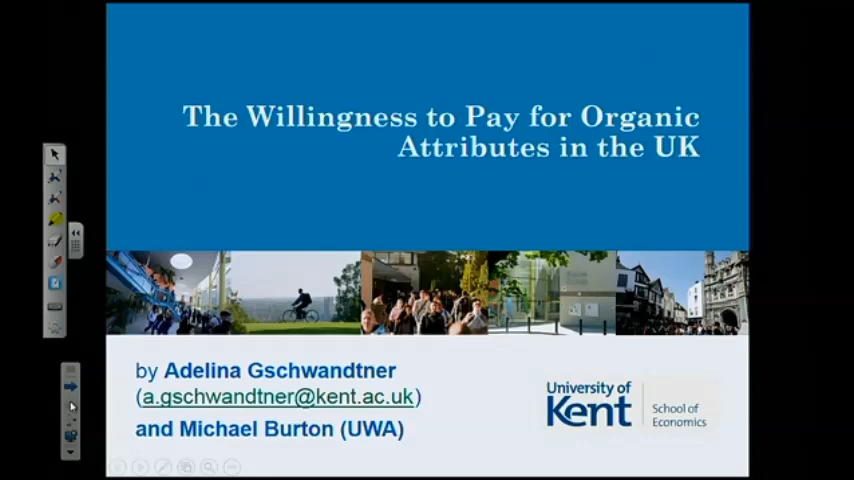 The Willingness to Pay for Organic
Attributes in the UK
by Adelina Gschwandtner
(a.gschwandtner@kent.ac.uk)
and Michael Burton (UWA)
University of
Kent
School of
Economics